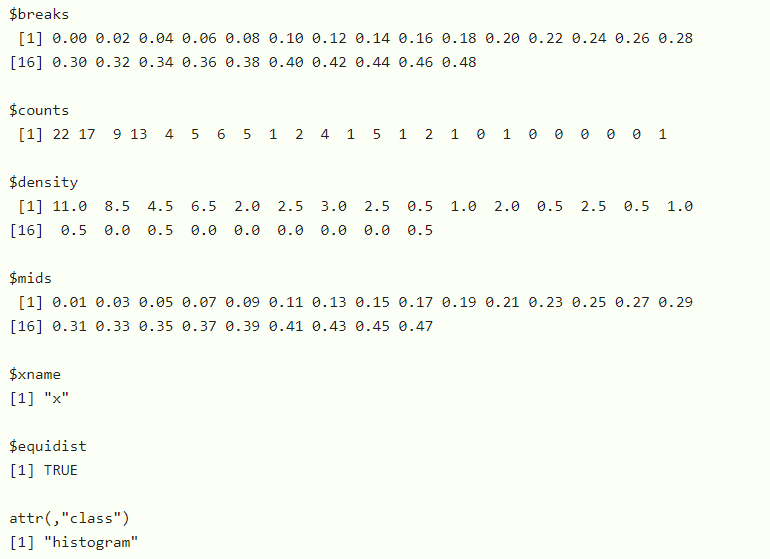 $breaks
 [1] 0.00 0.02 0.04 0.06 0.08 0.10 0.12 0.14 0.16 0.18 0.20 0.22 0.24 0.26 0.28
[16] 0.30 0.32 0.34 0.36 0.38 0.40 0.42 0.44 0.46 0.48
$counts
 [1] 22 17  9 13  4  5  6  5  1  2  4  1  5  1  2  1  0  1  0  0  0  0  0  1
$density
 [1] 11.0  8.5  4.5  6.5  2.0  2.5  3.0  2.5  0.5  1.0  2.0  0.5  2.5  0.5  1.0
[16]  0.5  0.0  0.5  0.0  0.0  0.0  0.0  0.0  0.5
$mids
 [1] 0.01 0.03 0.05 0.07 0.09 0.11 0.13 0.15 0.17 0.19 0.21 0.23 0.25 0.27 0.29
[16] 0.31 0.33 0.35 0.37 0.39 0.41 0.43 0.45 0.47
$xname
[1] "x"
$equidist
[1] TRUE
attr(,"class")
[1] "histogram"